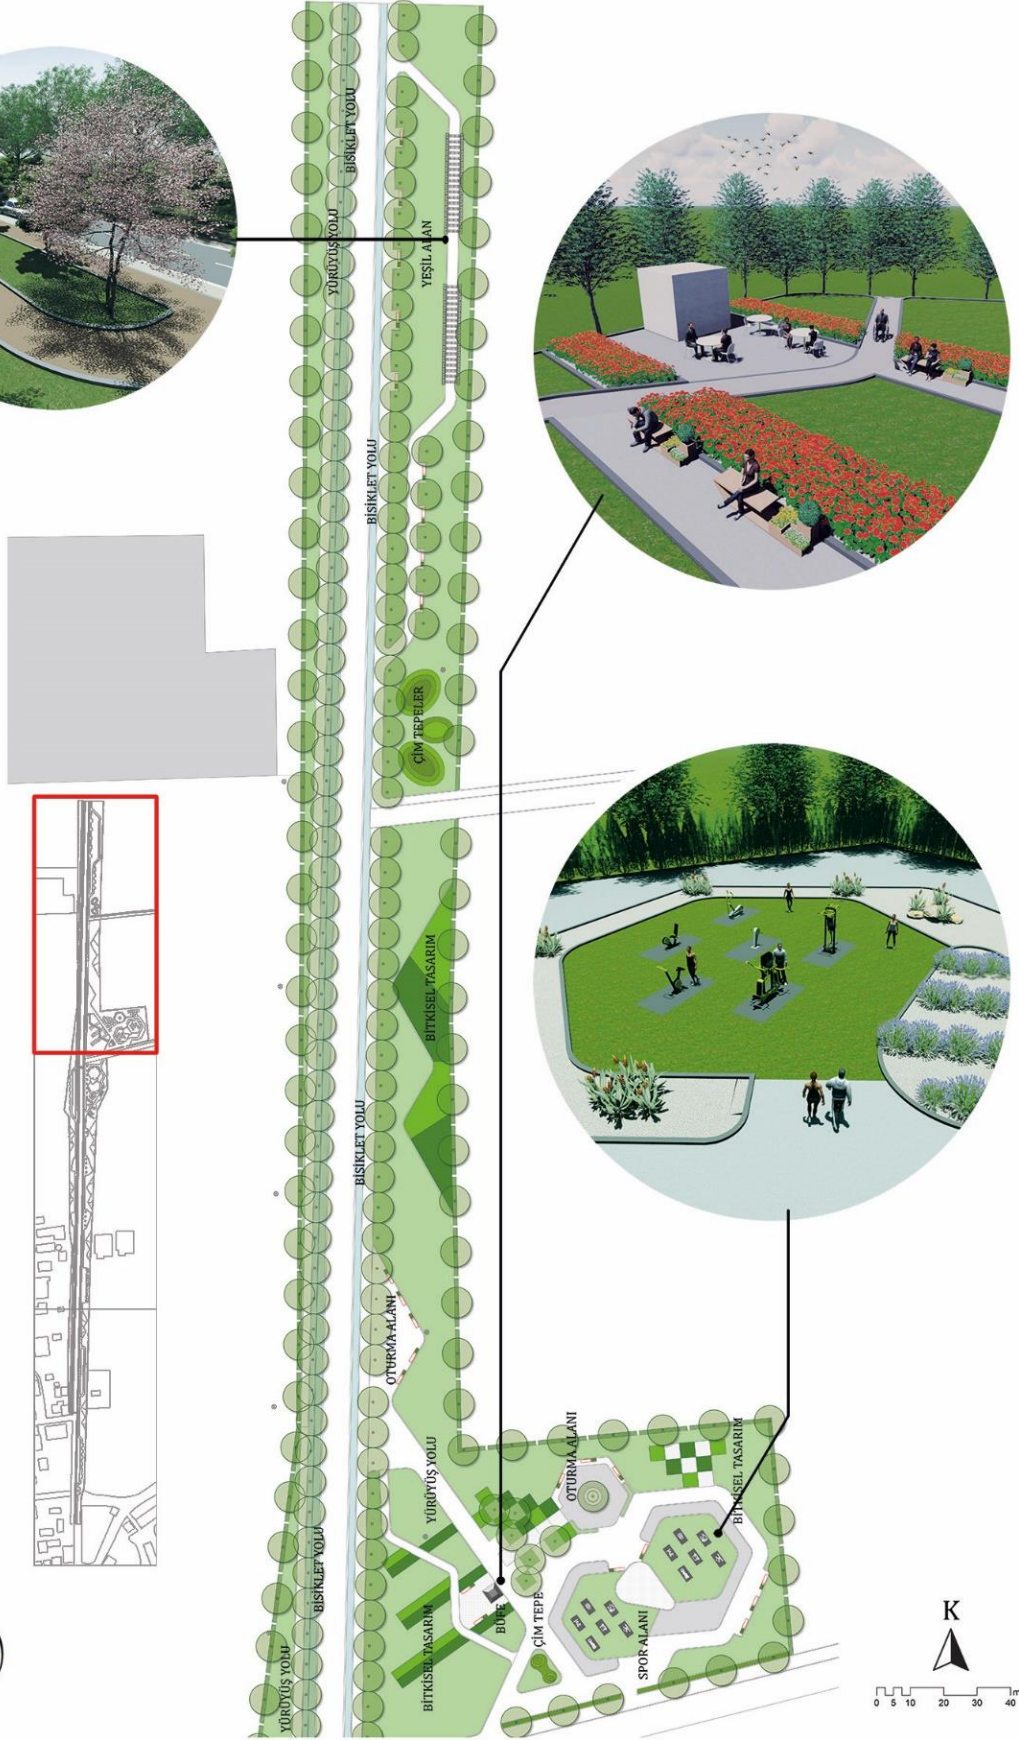 BİSİKLET YOLU
YÜRÜYÜŞ YOLU
YEŞİL ALAN
BİSİKLET YOLU
ÇİM TEPELER
BİTKİSEL TASARIM
BİSİKLET YOLU
OTURMA ALANI
YÜRÜYÜŞ YOLU
OTURMA ALANI
BİTKİSEL TASARIM
BİSİKLET YOLU
BİTKİSEL TASARIM
BÜFE
ÇİM TEPE
SPOR ALANI
YÜRÜYÜŞ YOLU
K
0 5 10 20 30 40 m